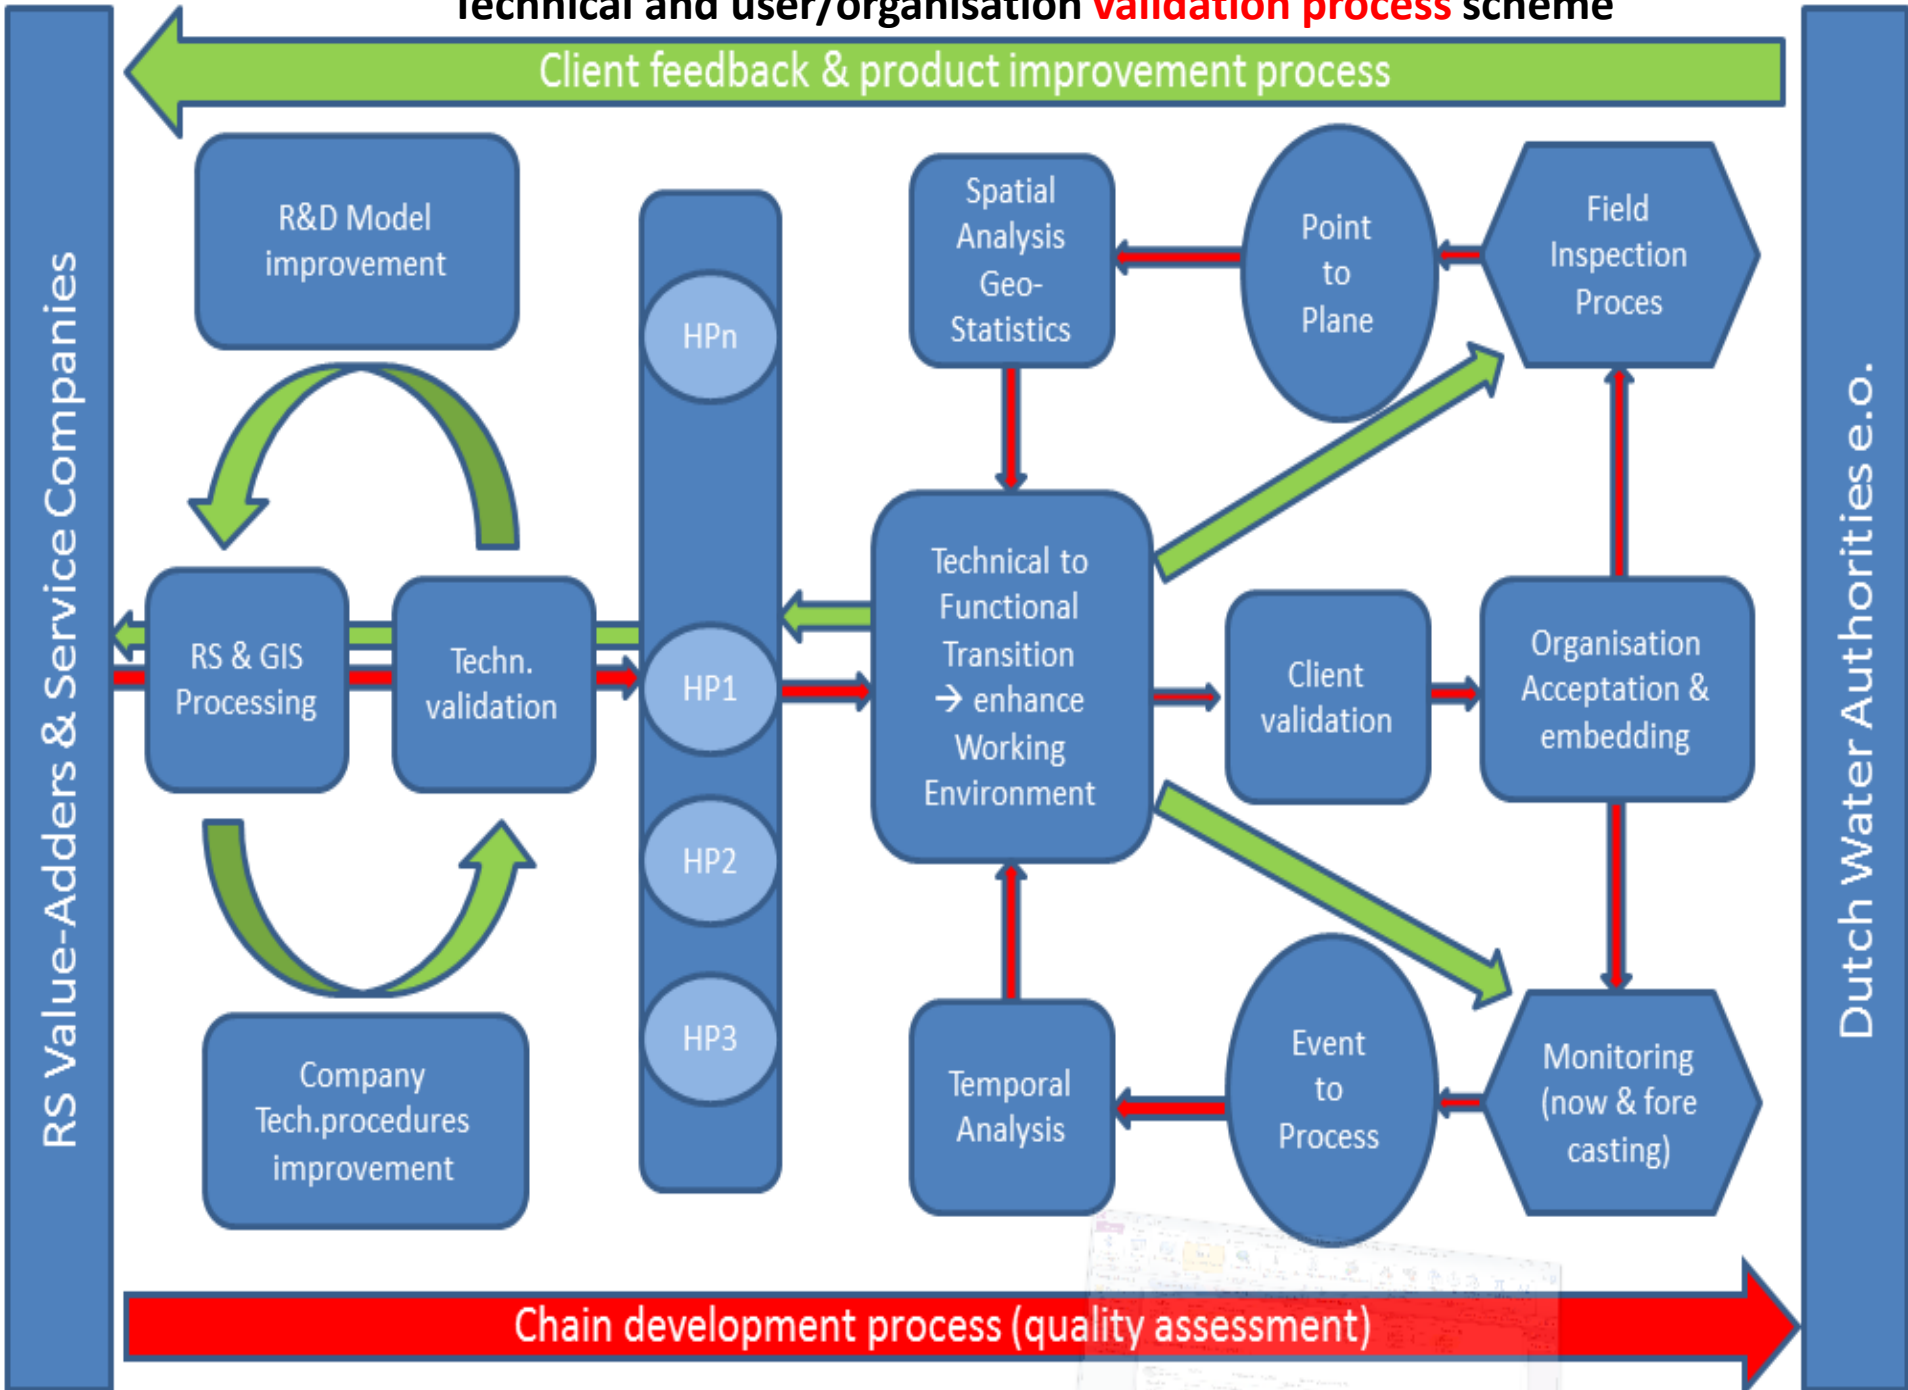 Technical and user/organisation validation process scheme
Client feedback & product improvement process
RS Value-Adders & Service Companies
R&D Model
improvement
RS & GIS
Processing
Techn.
validation
Company
Tech.procedures
improvement
HPn
HP1
HP2
HP3
Spatial
Analysis
Geo-
Statistics
Point
to
Plane
Field
Inspection
Proces
Technical to
Functional
Transition
→ enhance
Working
Environment
Client
validation
Organisation
Acceptation &
embedding
Temporal
Analysis
Event
to
Process
Monitoring
(now & fore
casting)
Dutch Water Authorities e.o.
Chain development process (quality assessment)